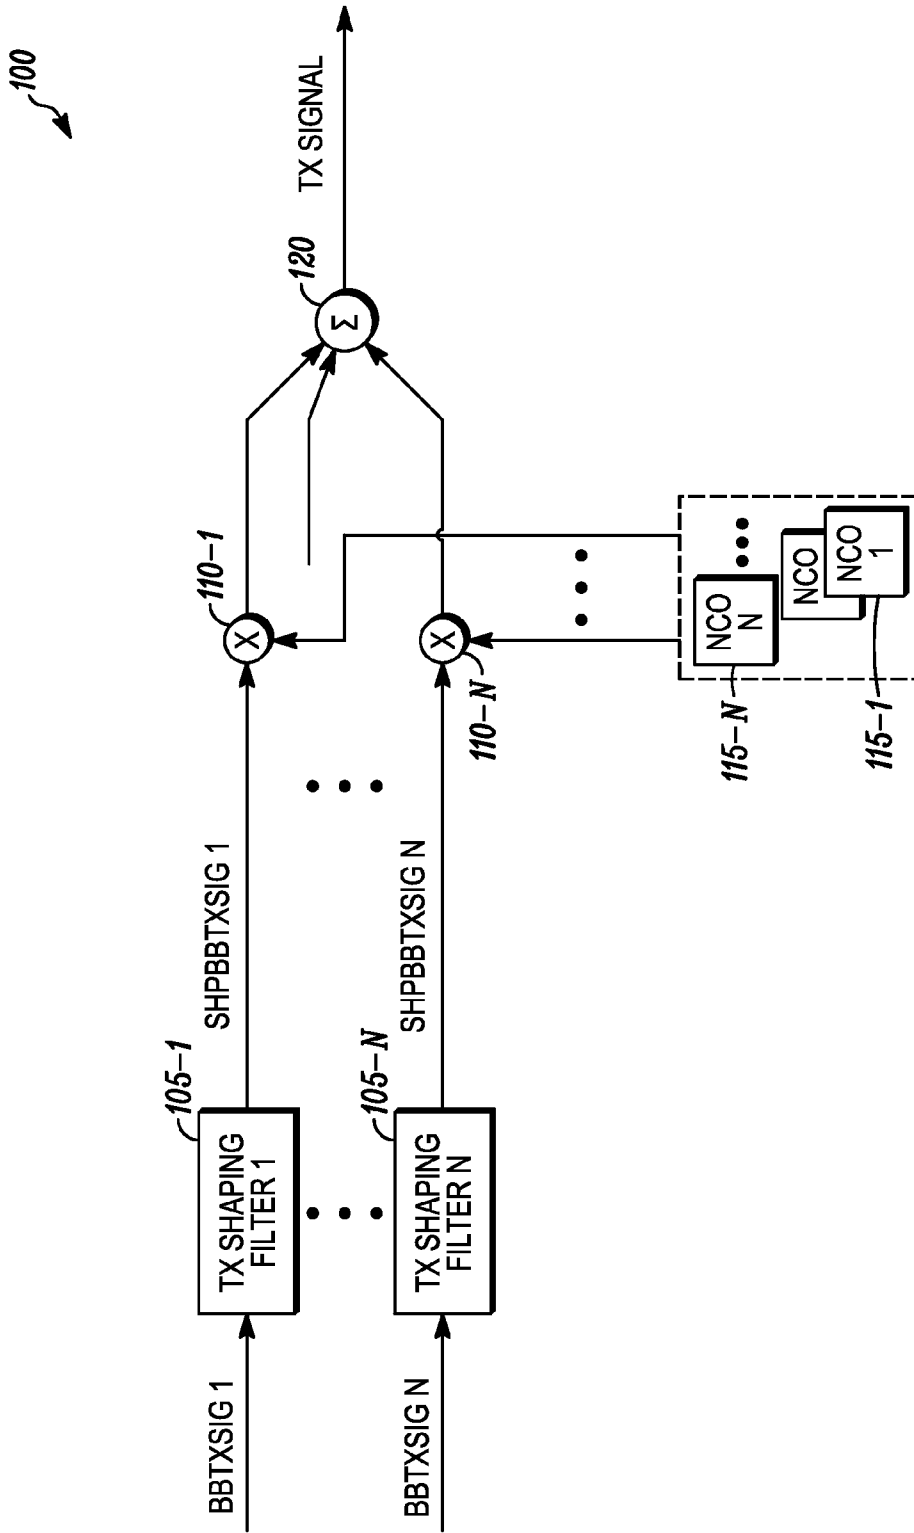 100
BBTXSIG 1
105-1
TX SHAPING
FILTER 1
SHPBBTXSIG 1
110-1
X
120
Σ
TX SIGNAL
BBTXSIG N
105-N
TX SHAPING
FILTER N
SHPBBTXSIG N
110-N
X
115-N
NCO
N
NCO
NCO
1
115-1